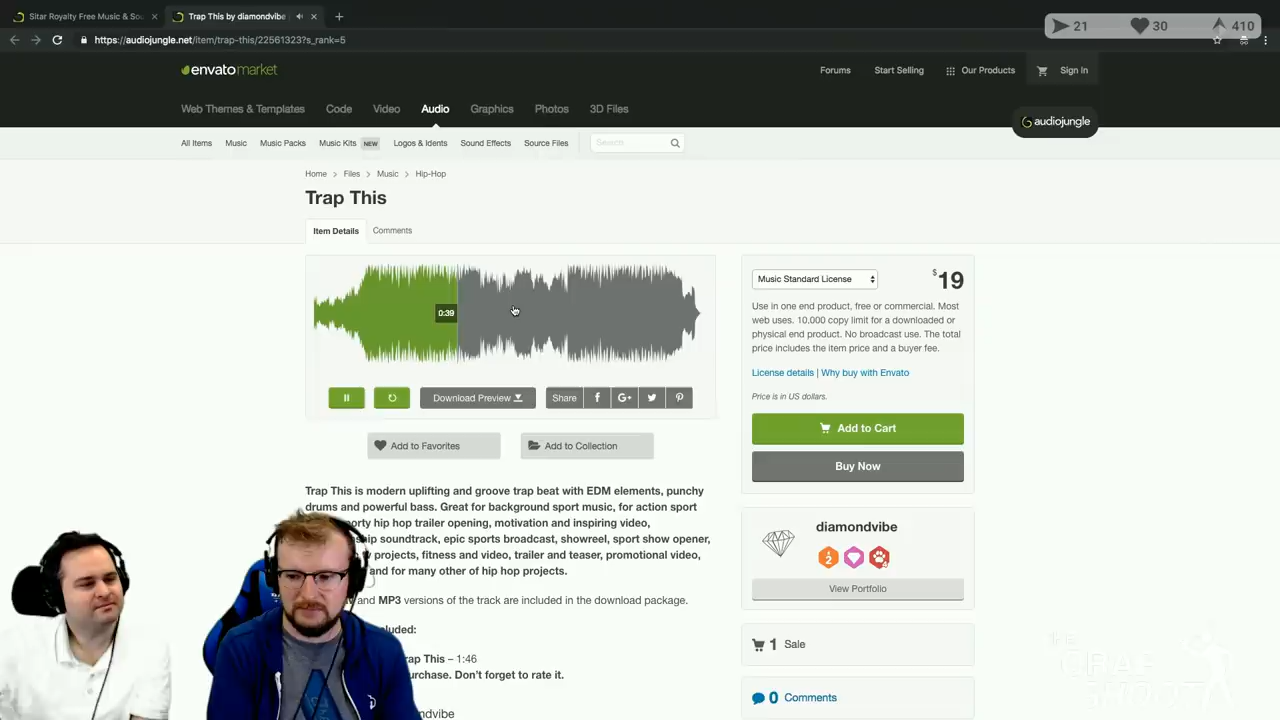 Sitar Royalty Free Music & Sou
Trap This by diamondvibe
21
30
410
https://audiojungle.net/item/trap-this/22561323?s_rank=5
envatomarket
Forums
Start Selling
Our Products
Sign In
Web Themes & Templates
Code
Video
Audio
Graphics
Photos
3D Files
audiojungle
All Items
Music
Music Packs
Music Kits NEW
Logos & Idents
Sound Effects
Source Files
Search
Home > Files > Music > Hip-Hop
Trap This
Item Details
Comments
0:39
Download Preview
Share
Add to Favorites
Add to Collection
Music Standard License
$19
Use in one end product, free or commercial. Most
web uses. 10,000 copy limit for a downloaded or
physical end product. No broadcast use. The total
price includes the item price and a buyer fee.
License details | Why buy with Envato
Price is in US dollars.
Add to Cart
Buy Now
Trap This is modern uplifting and groove trap beat with EDM elements, punchy
drums and powerful bass. Great for background sport music, for action sport
orty hip hop trailer opening, motivation and inspiring video,
ip soundtrack, epic sports broadcast, showreel, sport show opener,
projects, fitness and video, trailer and teaser, promotional video,
and for many other of hip hop projects.
and MP3 versions of the track are included in the download package.
cluded:
rap This – 1:46
urchase. Don't forget to rate it.
ndvibe
diamondvibe
2
View Portfolio
1 Sale
0 Comments
THE